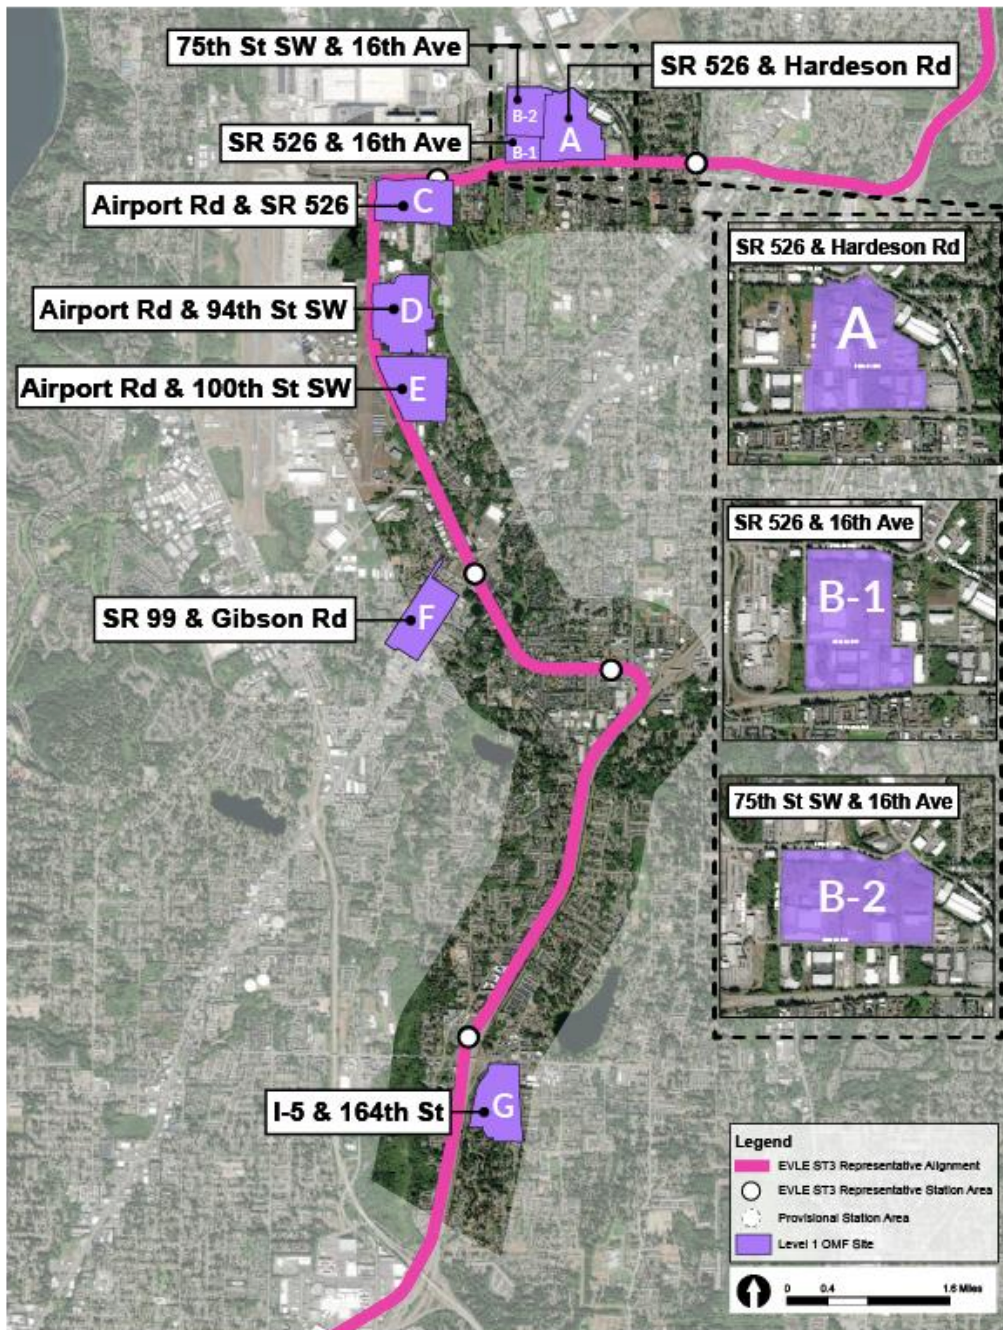 75th St SW & 16th Ave
SR 526 & Hardeson Rd
B-2
A
SR 526 & 16th Ave
B-1
Airport Rd & SR 526
C
SR 526 & Hardeson Rd
A
Airport Rd & 94th St SW
D
Airport Rd & 100th St SW
E
SR 526 & 16th Ave
B-1
SR 99 & Gibson Rd
F
75th St SW & 16th Ave
B-2
I-5 & 164th St
G
Legend
EVLE ST3 Representative Alignment
EVLE ST3 Representative Station Area
Provisional Station Area
Level 1 OMF Site
0 0.4 1.6 Miles